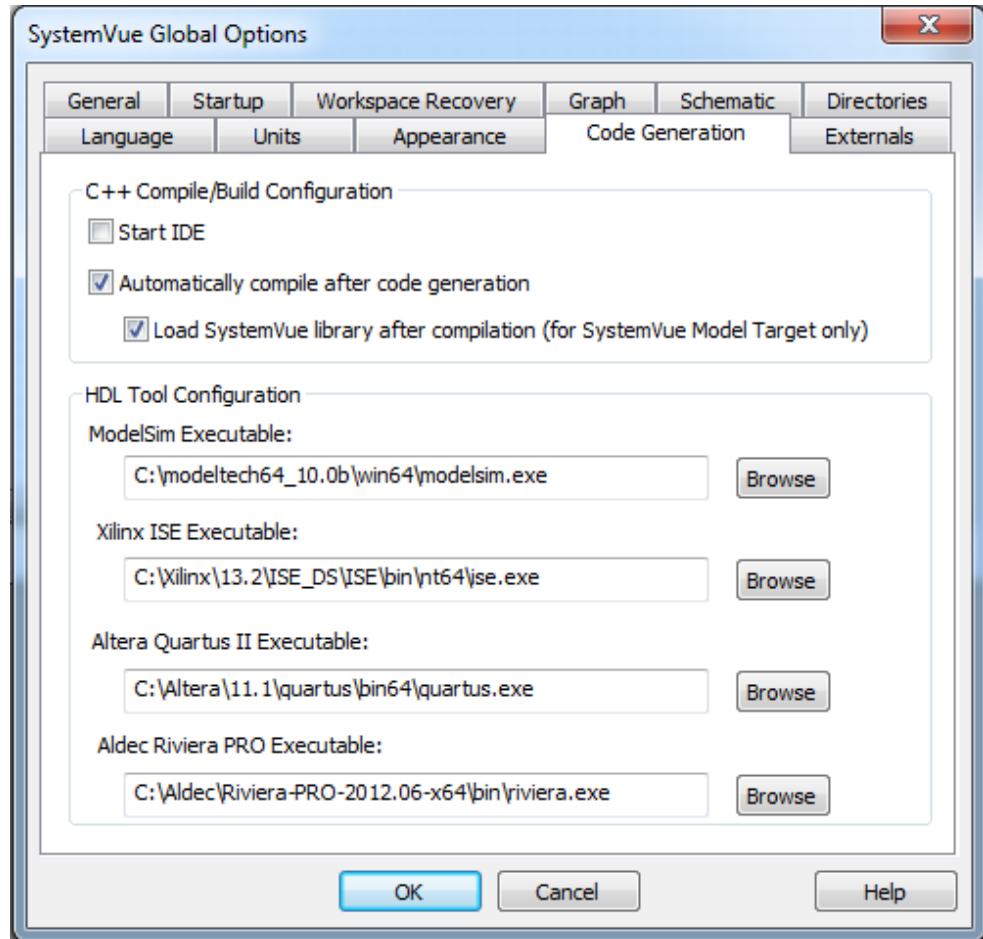 SystemVue Global Options
General Startup Workspace Recovery Graph Schematic Directories
Language Units Appearance Code Generation Externals
C++ Compile/Build Configuration
Start IDE
Automatically compile after code generation
Load SystemVue library after compilation (for SystemVue Model Target only)
HDL Tool Configuration
ModelSim Executable:
C:\modeltech64_10.0b\win64\modelsim.exe Browse
Xilinx ISE Executable:
C:\Xilinx\13.2\ISE_DS\ISE\bin\nt64\ise.exe Browse
Altera Quartus II Executable:
C:\Altera\11.1\quartus\bin64\quartus.exe Browse
Aldec Riviera PRO Executable:
C:\Aldec\Riviera-PRO-2012.06-x64\bin\riviera.exe Browse
OK Cancel Help